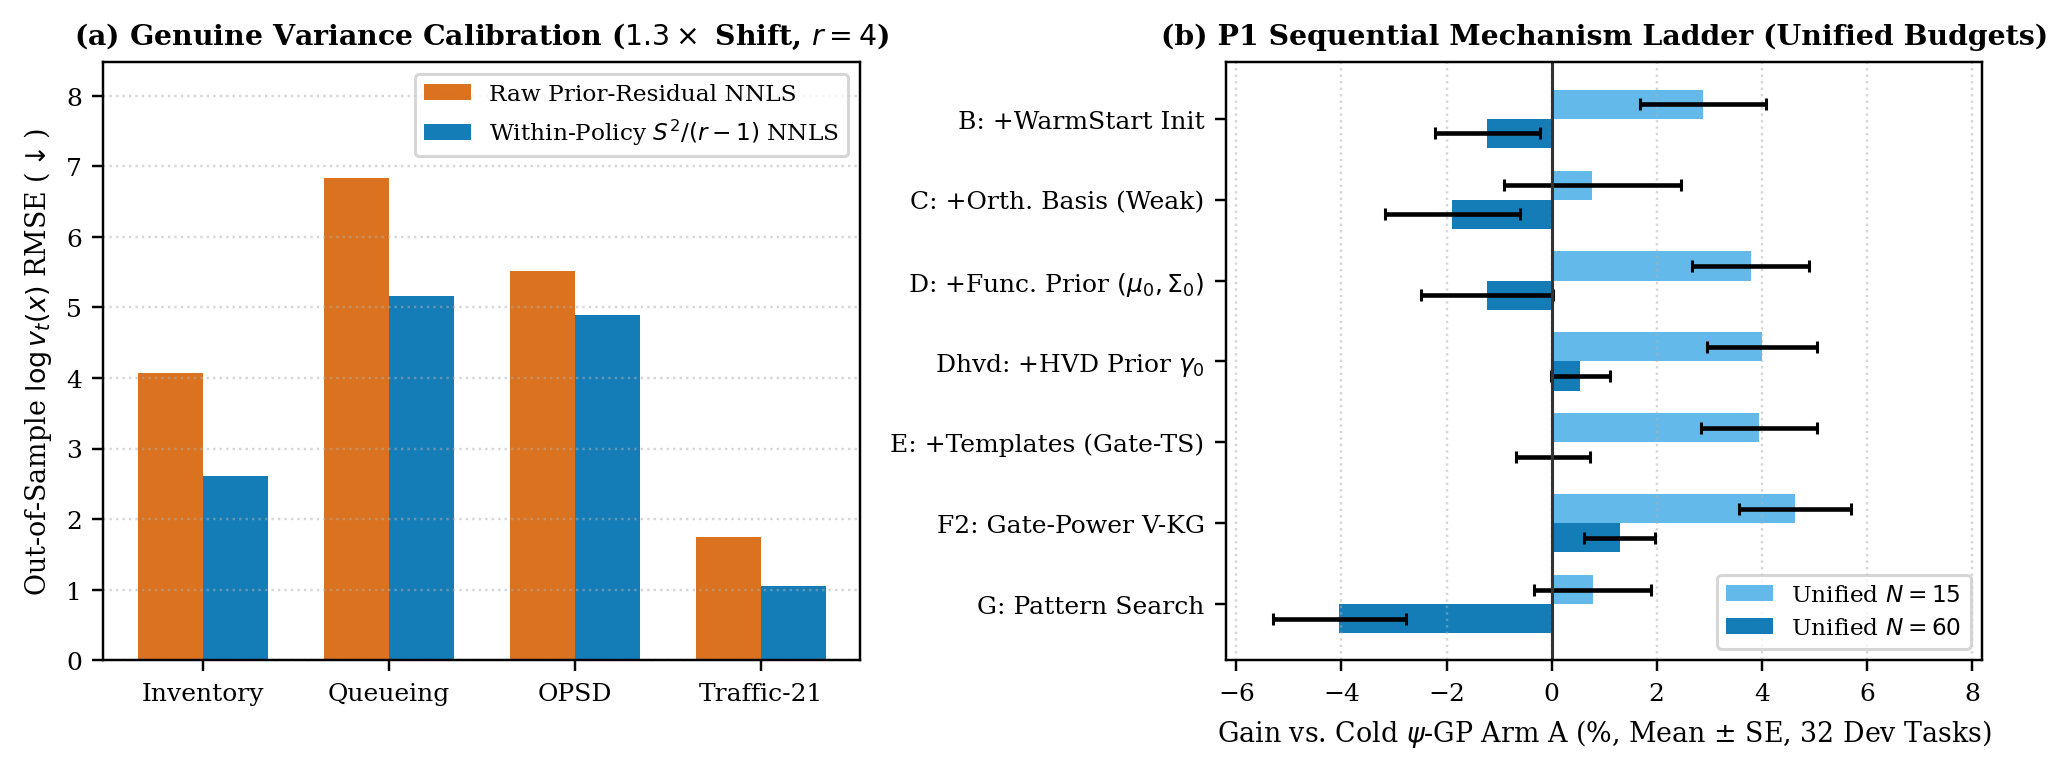 (a) Genuine Variance Calibration (1.3× Shift, r = 4)
Raw Prior-Residual NNLS
Within-Policy S²/(r − 1) NNLS
Out-of-Sample log vₜ(x) RMSE (↓)
8
7
6
5
4
3
2
1
0
Inventory
Queueing
OPSD
Traffic-21
(b) P1 Sequential Mechanism Ladder (Unified Budgets)
B: +WarmStart Init
C: +Orth. Basis (Weak)
D: +Func. Prior (μ₀, Σ₀)
Dhvd: +HVD Prior γ₀
E: +Templates (Gate-TS)
F2: Gate-Power V-KG
G: Pattern Search
Unified N = 15
Unified N = 60
−6
−4
−2
0
2
4
6
8
Gain vs. Cold ψ-GP Arm A (%, Mean ± SE, 32 Dev Tasks)